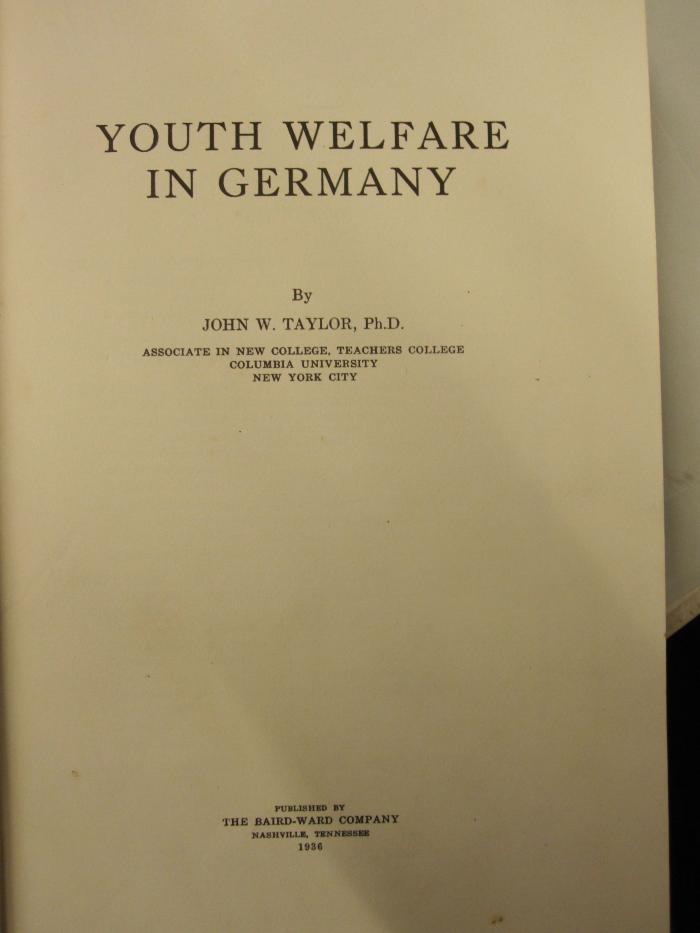 YOUTH WELFARE
IN GERMANY
By
JOHN W. TAYLOR, Ph.D.
ASSOCIATE IN NEW COLLEGE, TEACHERS COLLEGE
COLUMBIA UNIVERSITY
NEW YORK CITY
PUBLISHED BY
THE BAIRD-WARD COMPANY
NASHVILLE, TENNESSEE
1936